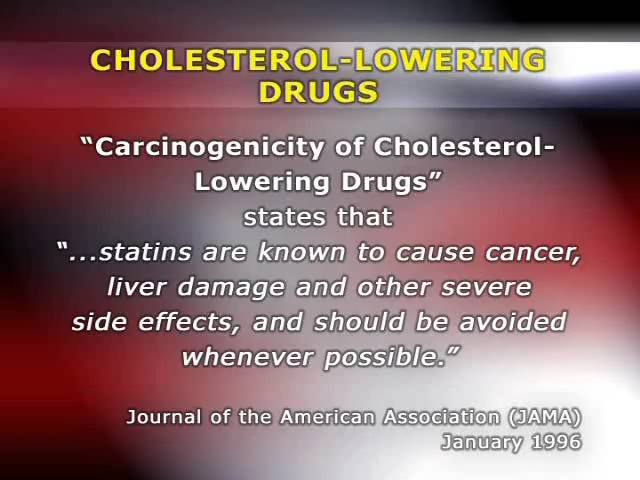 CHOLESTEROL-LOWERING
DRUGS
“Carcinogenicity of Cholesterol-
Lowering Drugs”
states that
“...statins are known to cause cancer,
liver damage and other severe
side effects, and should be avoided
whenever possible.”
Journal of the American Association (JAMA)
January 1996